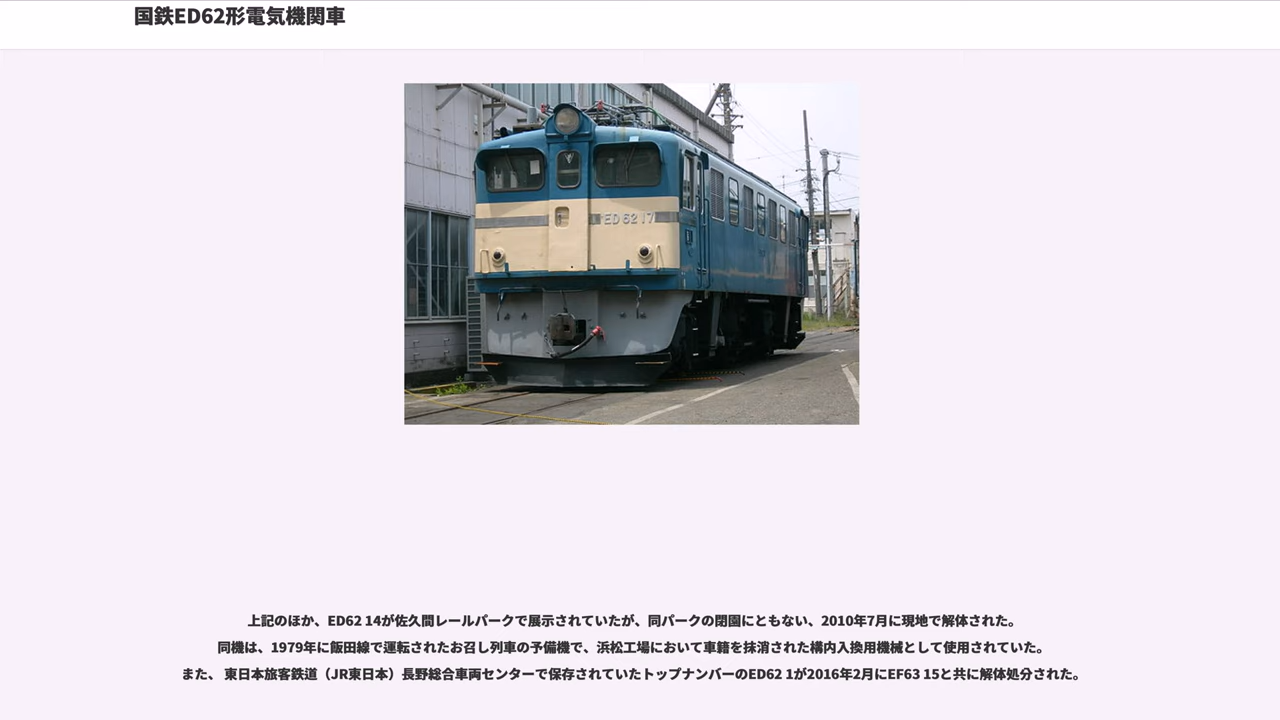 国鉄ED62形電気機関車
ED62 17
上記のほか、ED62 14が佐久間レールパークで展示されていたが、同パークの閉園にともない、2010年7月に現地で解体された。
同機は、1979年に飯田線で運転されたお召し列車の予備機で、浜松工場において車籍を抹消された構内入換用機械として使用されていた。
また、 東日本旅客鉄道（JR東日本）長野総合車両センターで保存されていたトップナンバーのED62 1が2016年2月にEF63 15と共に解体処分された。